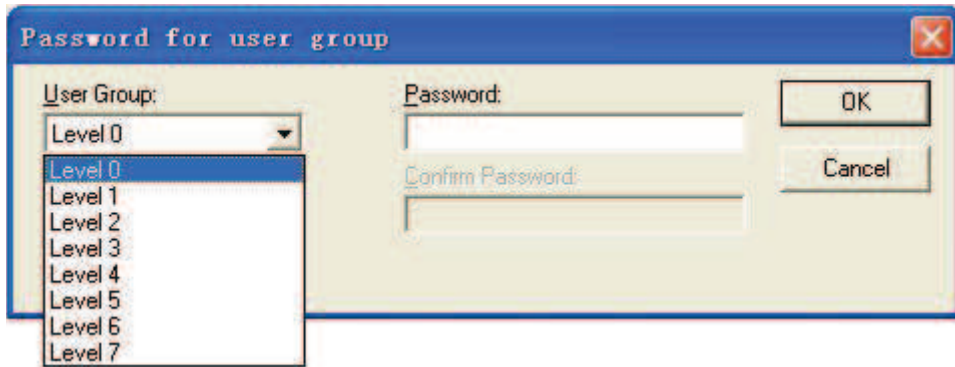 Password for user group
User Group:
Password:
OK
Level 0
Level 0
Confirm Password:
Cancel
Level 1
Level 2
Level 3
Level 4
Level 5
Level 6
Level 7